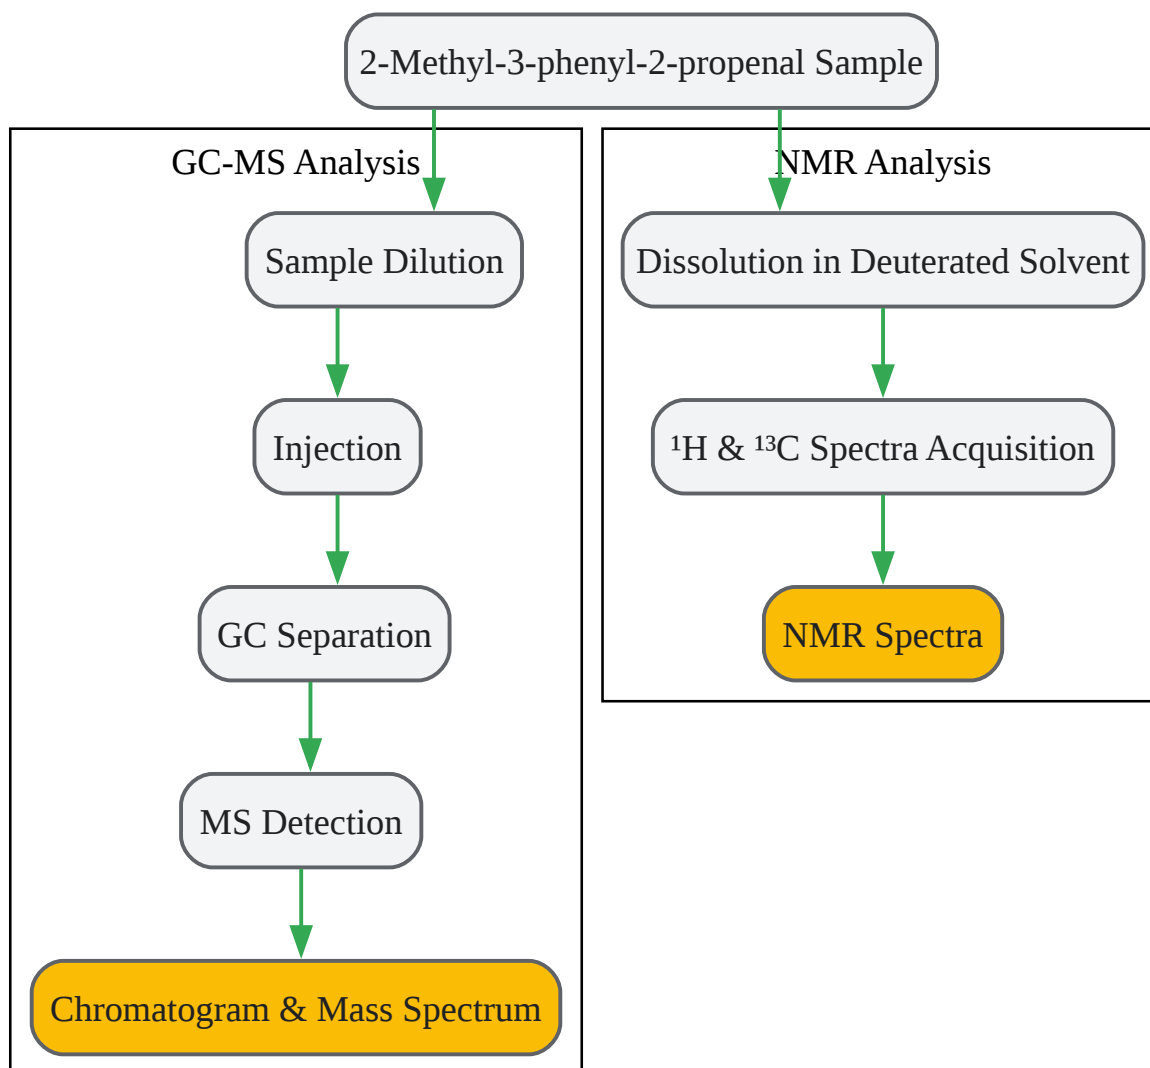 2-Methyl-3-phenyl-2-propenal Sample
GC-MS Analysis
Sample Dilution
Injection
GC Separation
MS Detection
Chromatogram & Mass Spectrum
NMR Analysis
Dissolution in Deuterated Solvent
¹H & ¹³C Spectra Acquisition
NMR Spectra